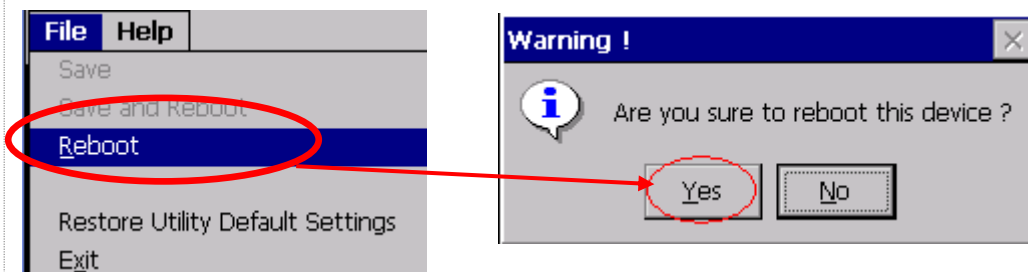 File Help
Save
Save and Reboot
Reboot
Restore Utility Default Settings
Exit
Warning !
Are you sure to reboot this device ?
Yes No